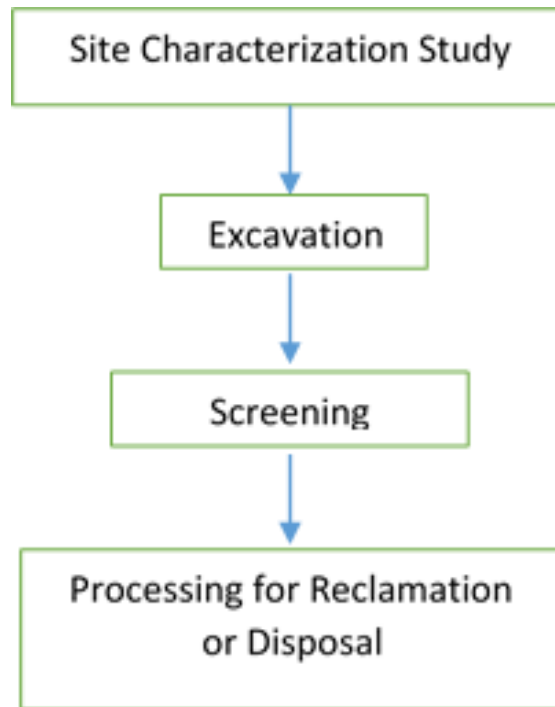 Site Characterization Study
Excavation
Screening
Processing for Reclamation
or Disposal